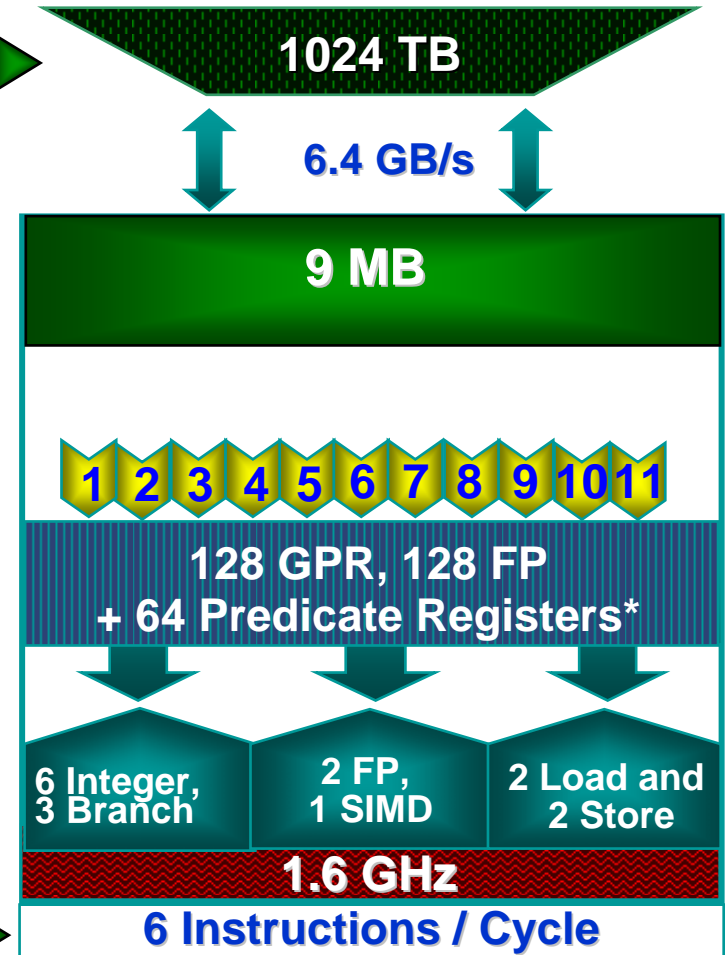 1024 TB
6.4 GB/s
9 MB
1 2 3 4 5 6 7 8 9 10 11
128 GPR, 128 FP
+ 64 Predicate Registers*
6 Integer,
3 Branch
2 FP,
1 SIMD
2 Load and
2 Store
1.6 GHz
6 Instructions / Cycle